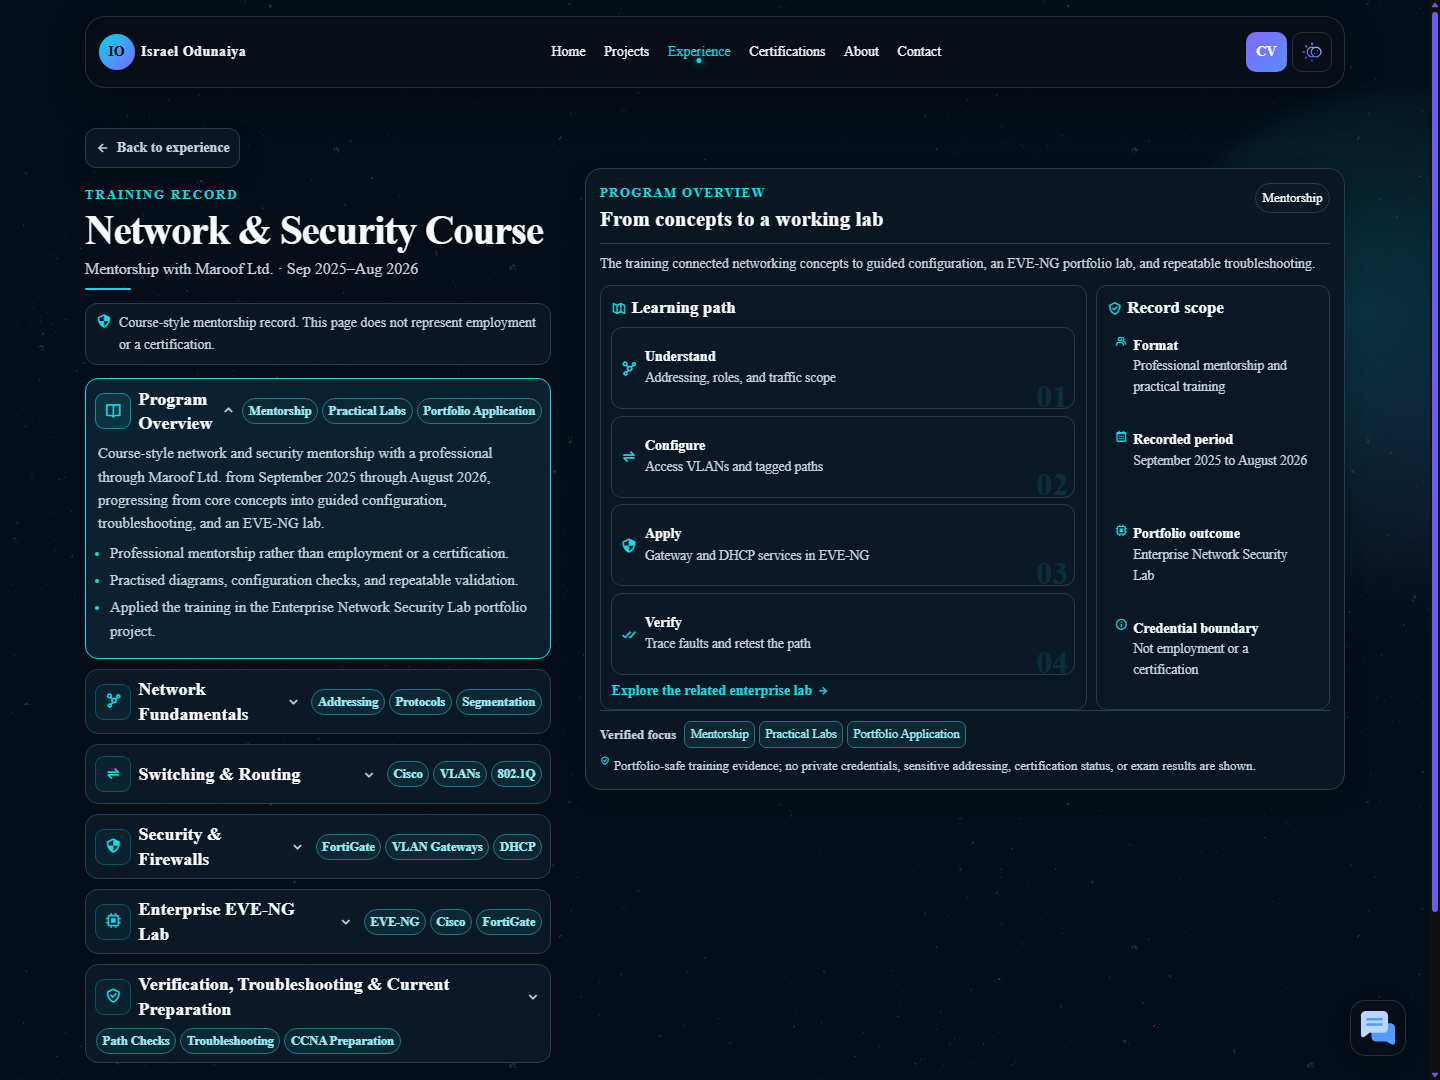 IO Israel Odunaiya
Home Projects Experience Certifications About Contact
CV
← Back to experience
TRAINING RECORD
Network & Security Course
Mentorship with Maroof Ltd. · Sep 2025–Aug 2026
Course-style mentorship record. This page does not represent employment
or a certification.
Program
Overview
Mentorship Practical Labs Portfolio Application
Course-style network and security mentorship with a professional
through Maroof Ltd. from September 2025 through August 2026,
progressing from core concepts into guided configuration,
troubleshooting, and an EVE-NG lab.
• Professional mentorship rather than employment or a certification.
• Practised diagrams, configuration checks, and repeatable validation.
• Applied the training in the Enterprise Network Security Lab portfolio
project.
Network
Fundamentals
Addressing Protocols Segmentation
Switching & Routing
Cisco VLANs 802.1Q
Security &
Firewalls
FortiGate VLAN Gateways DHCP
Enterprise EVE-NG
Lab
EVE-NG Cisco FortiGate
Verification, Troubleshooting & Current
Preparation
Path Checks Troubleshooting CCNA Preparation
PROGRAM OVERVIEW
From concepts to a working lab
Mentorship
The training connected networking concepts to guided configuration, an EVE-NG portfolio lab, and repeatable troubleshooting.
Learning path
Understand
Addressing, roles, and traffic scope
01
Configure
Access VLANs and tagged paths
02
Apply
Gateway and DHCP services in EVE-NG
03
Verify
Trace faults and retest the path
04
Explore the related enterprise lab →
Record scope
Format
Professional mentorship and
practical training
Recorded period
September 2025 to August 2026
Portfolio outcome
Enterprise Network Security
Lab
Credential boundary
Not employment or a
certification
Verified focus Mentorship Practical Labs Portfolio Application
Portfolio-safe training evidence; no private credentials, sensitive addressing, certification status, or exam results are shown.